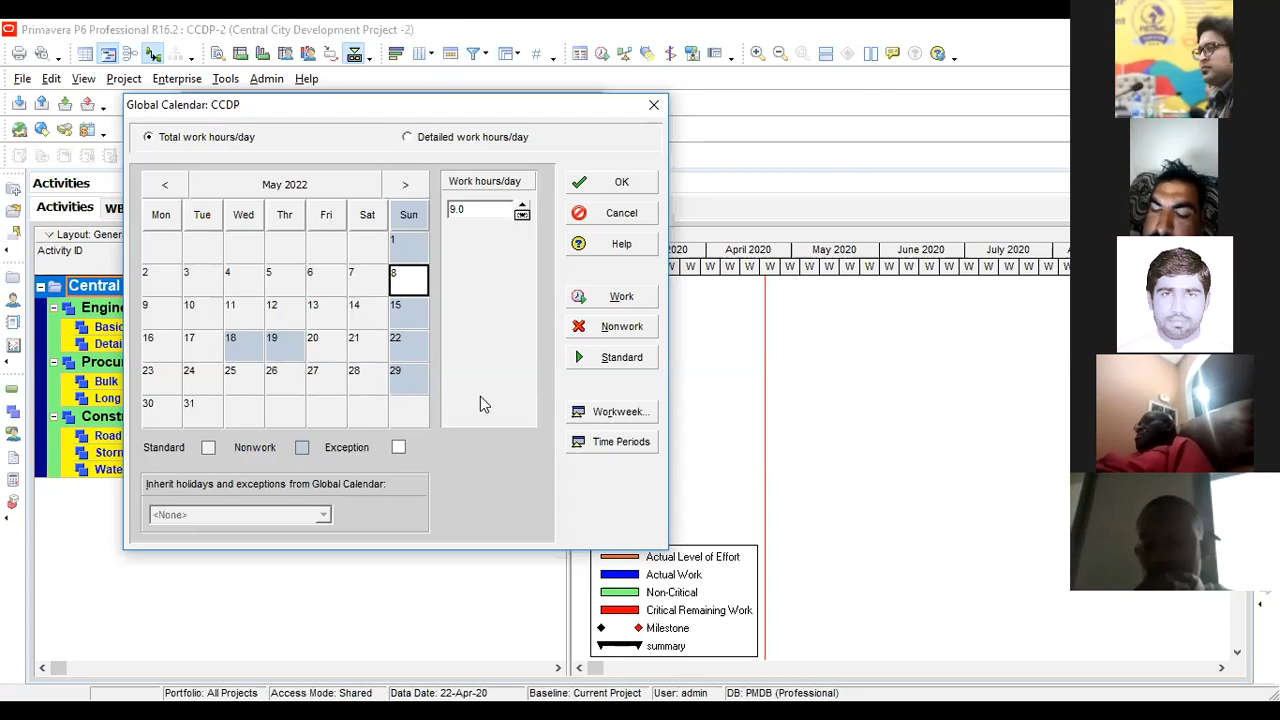 Primavera P6 Professional R16.2 : CCDP-2 (Central City Development Project -2)
File Edit View Project Enterprise Tools Admin Help
Global Calendar: CCDP
Total work hours/day
Detailed work hours/day
< May 2022 >
Mon Tue Wed Thr Fri Sat Sun
1
2 3 4 5 6 7 8
9 10 11 12 13 14 15
16 17 18 19 20 21 22
23 24 25 26 27 28 29
30 31
Work hours/day
9.0
Standard Nonwork Exception
Inherit holidays and exceptions from Global Calendar:
<None>
OK
Cancel
Help
Work
Nonwork
Standard
Workweek...
Time Periods
Activities
Activities WB
Layout: Gener
Activity ID
Central
Engine
Basic
Detai
Procu
Bulk
Long
Constr
Road
Storn
Wate
2020 April 2020 May 2020 June 2020 July 2020
W W W W W W W W W W W W W W W W W W W
Actual Level of Effort
Actual Work
Non-Critical
Critical Remaining Work
Milestone
summary
Portfolio: All Projects Access Mode: Shared Data Date: 22-Apr-20 Baseline: Current Project User: admin DB: PMDB (Professional)